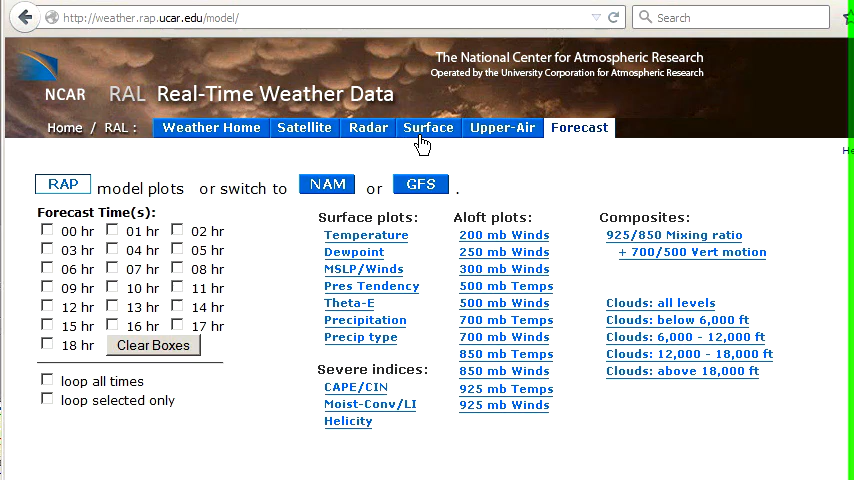 http://weather.rap.ucar.edu/model/
Search
The National Center for Atmospheric Research
Operated by the University Corporation for Atmospheric Research
NCAR RAL Real-Time Weather Data
Home / RAL : Weather Home Satellite Radar Surface Upper-Air Forecast
He
RAP model plots or switch to NAM or GFS .
Forecast Time(s):
00 hr 01 hr 02 hr
03 hr 04 hr 05 hr
06 hr 07 hr 08 hr
09 hr 10 hr 11 hr
12 hr 13 hr 14 hr
15 hr 16 hr 17 hr
18 hr Clear Boxes
loop all times
loop selected only
Surface plots:
Temperature
Dewpoint
MSLP/Winds
Pres Tendency
Theta-E
Precipitation
Precip type
Severe indices:
CAPE/CIN
Moist-Conv/LI
Helicity
Aloft plots:
200 mb Winds
250 mb Winds
300 mb Winds
500 mb Temps
500 mb Winds
700 mb Temps
700 mb Winds
850 mb Temps
850 mb Winds
925 mb Temps
925 mb Winds
Composites:
925/850 Mixing ratio
+ 700/500 Vert motion
Clouds: all levels
Clouds: below 6,000 ft
Clouds: 6,000 - 12,000 ft
Clouds: 12,000 - 18,000 ft
Clouds: above 18,000 ft